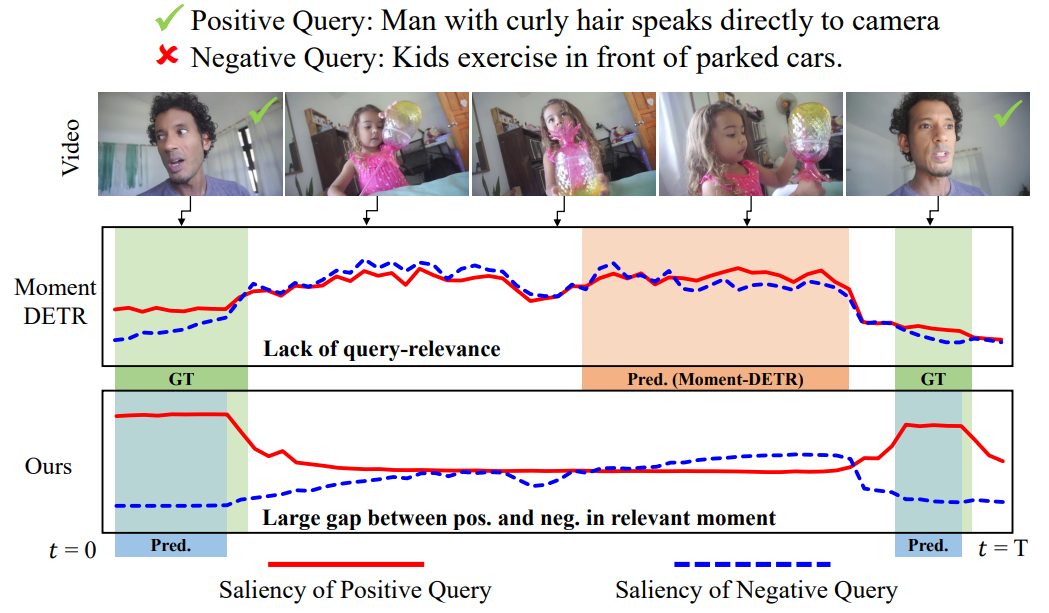 Positive Query: Man with curly hair speaks directly to camera
Negative Query: Kids exercise in front of parked cars.
Video
Moment
DETR
Lack of query-relevance
GT
Pred. (Moment-DETR)
GT
Ours
Large gap between pos. and neg. in relevant moment
t = 0
Pred.
Pred.
t = T
Saliency of Positive Query
Saliency of Negative Query